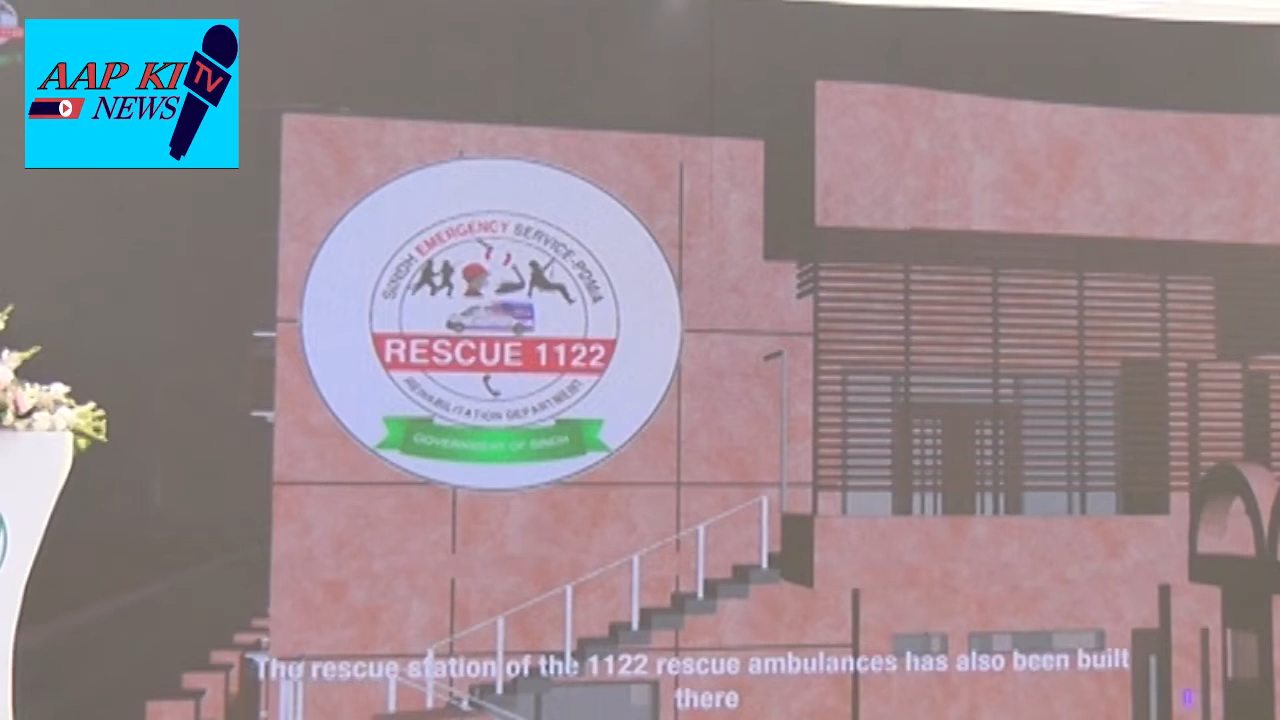 AAP KI
TV
NEWS
SINDH EMERGENCY SERVICE-PDMA
RESCUE 1122
REHABILITATION DEPARTMENT
GOVERNMENT OF SINDH
The rescue station of the 1122 rescue ambulances has also been built
there